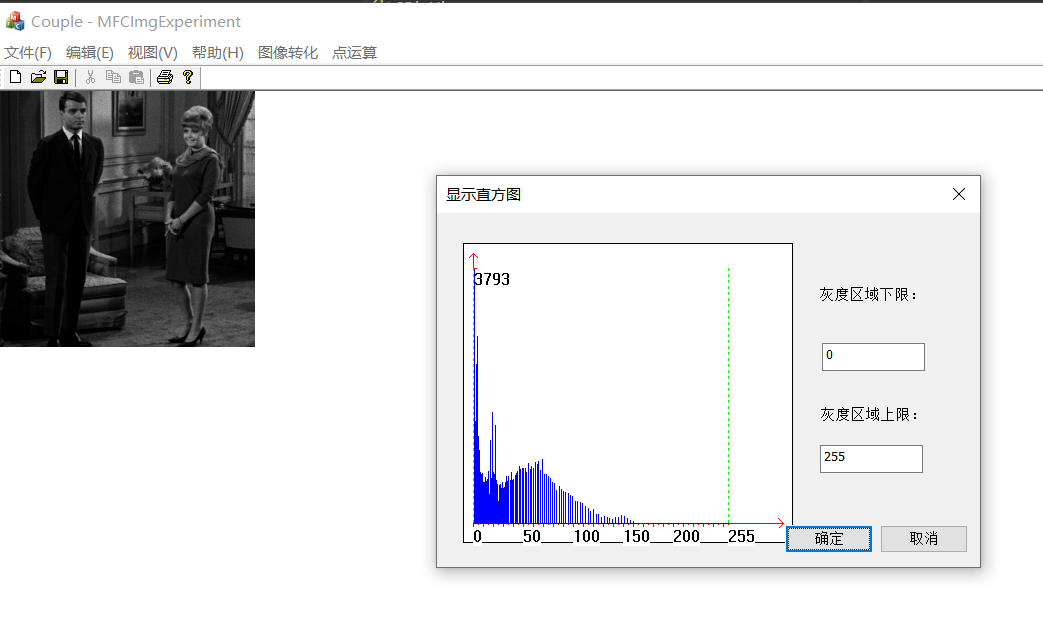 Couple - MFCImgExperiment
文件(F) 编辑(E) 视图(V) 帮助(H) 图像转化 点运算
显示直方图
3793
灰度区域下限：
0
灰度区域上限：
255
0 50 100 150 200 255
确定 取消